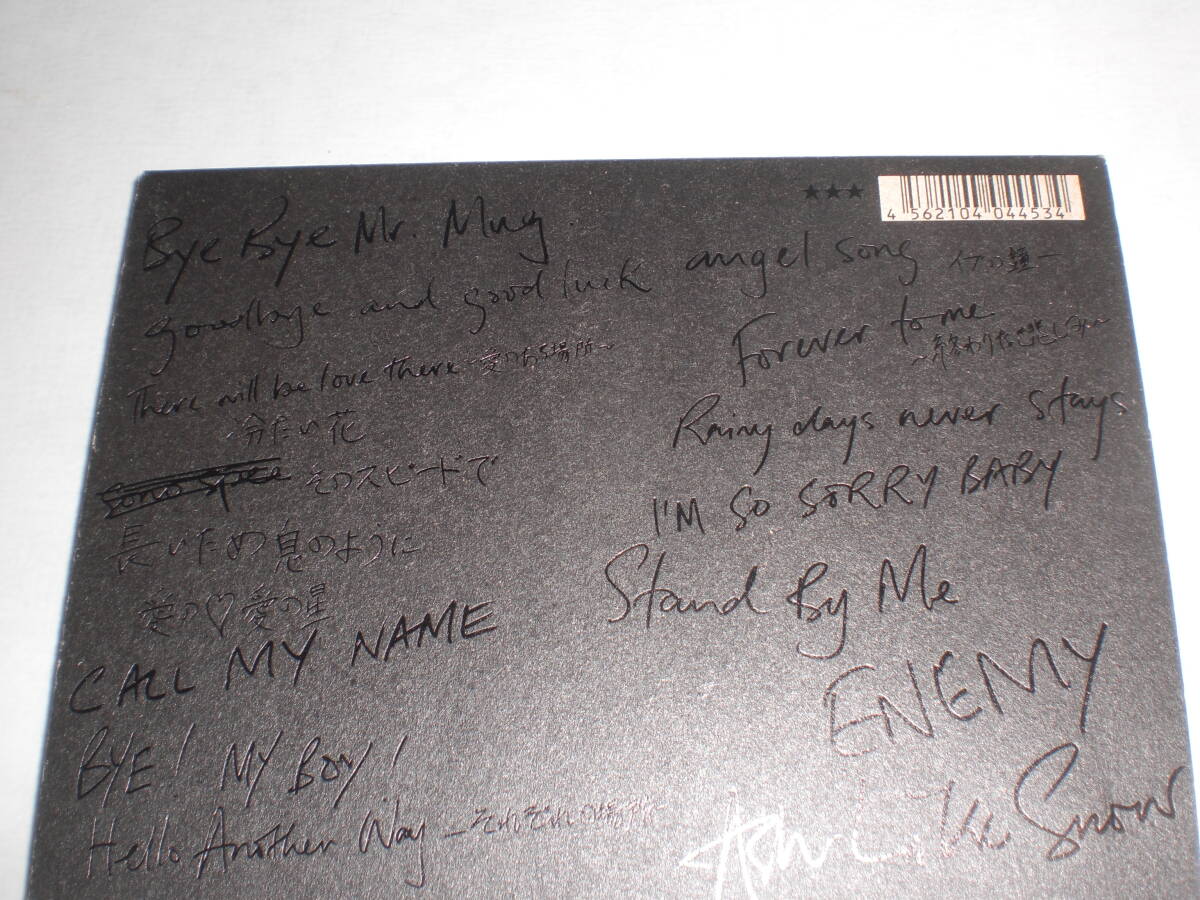 ★★★
4 562104 044534
Bye Bye Mr. Mug.
goodbye and good luck
There will be love there -愛のある場所-
冷たい花
そのスピードで
長いため息のように
愛の♡愛の星
CALL MY NAME
BYE! MY BOY!
Hello Another Way -それぞれの場所-
angel song -イヴの鐘-
Forever to me
~終わりなき悲しみ~
Rainy days never stays
I'M SO SORRY BABY
Stand By Me
ENEMY
Like Snow